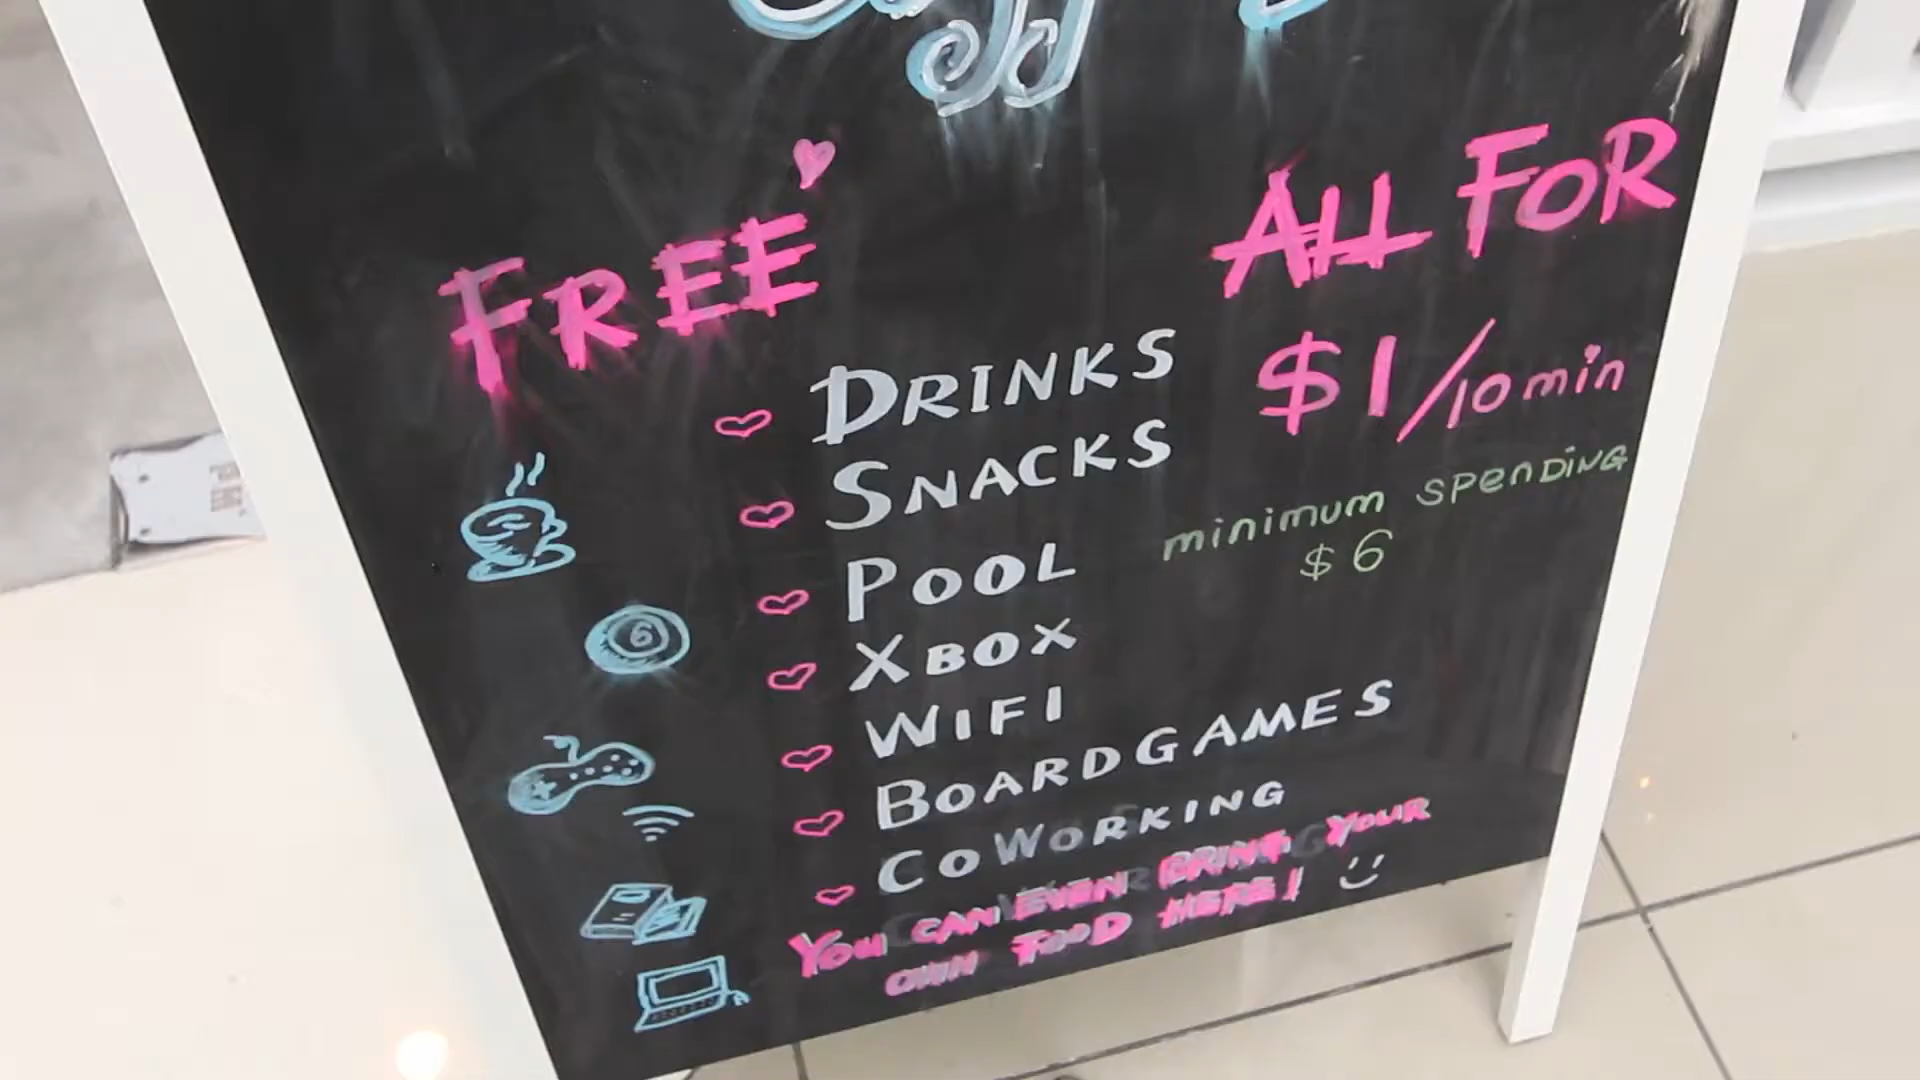 FREE
ALL FOR
$1/10min
minimum spending
$6
DRINKS
SNACKS
POOL
XBOX
WIFI
BOARDGAMES
COWORKING
YOU CAN EVEN BRING YOUR
OWN FOOD HERE!
6